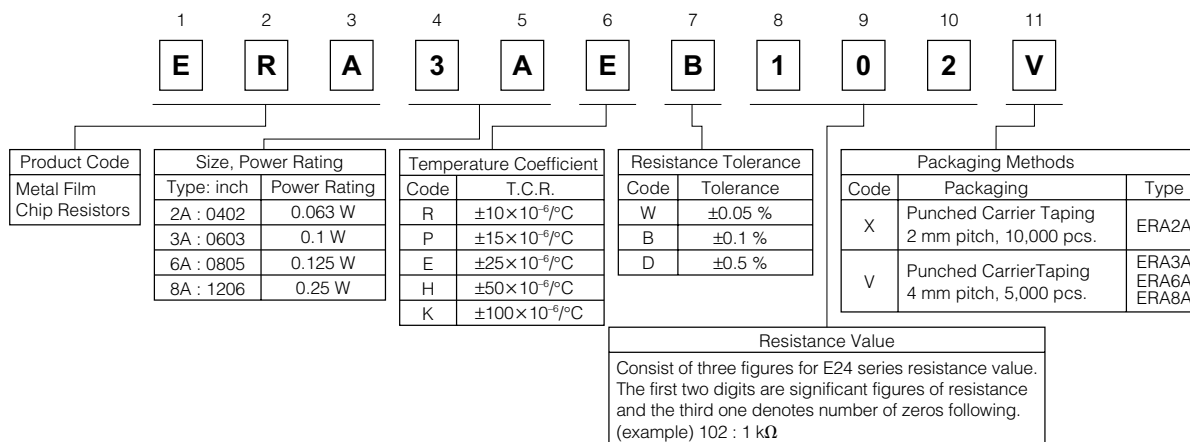 1 2 3 4 5 6 7 8 9 10 11
E R A 3 A E B 1 0 2 V
Product Code
Metal Film
Chip Resistors
Size, Power Rating
Type: inch Power Rating
2A : 0402 0.063 W
3A : 0603 0.1 W
6A : 0805 0.125 W
8A : 1206 0.25 W
Temperature Coefficient
Code T.C.R.
R ±10×10⁻⁶/°C
P ±15×10⁻⁶/°C
E ±25×10⁻⁶/°C
H ±50×10⁻⁶/°C
K ±100×10⁻⁶/°C
Resistance Tolerance
Code Tolerance
W ±0.05 %
B ±0.1 %
D ±0.5 %
Packaging Methods
Code Packaging Type
X Punched Carrier Taping
2 mm pitch, 10,000 pcs. ERA2A
V Punched CarrierTaping
4 mm pitch, 5,000 pcs. ERA3A
ERA6A
ERA8A
Resistance Value
Consist of three figures for E24 series resistance value.
The first two digits are significant figures of resistance
and the third one denotes number of zeros following.
(example) 102 : 1 kΩ